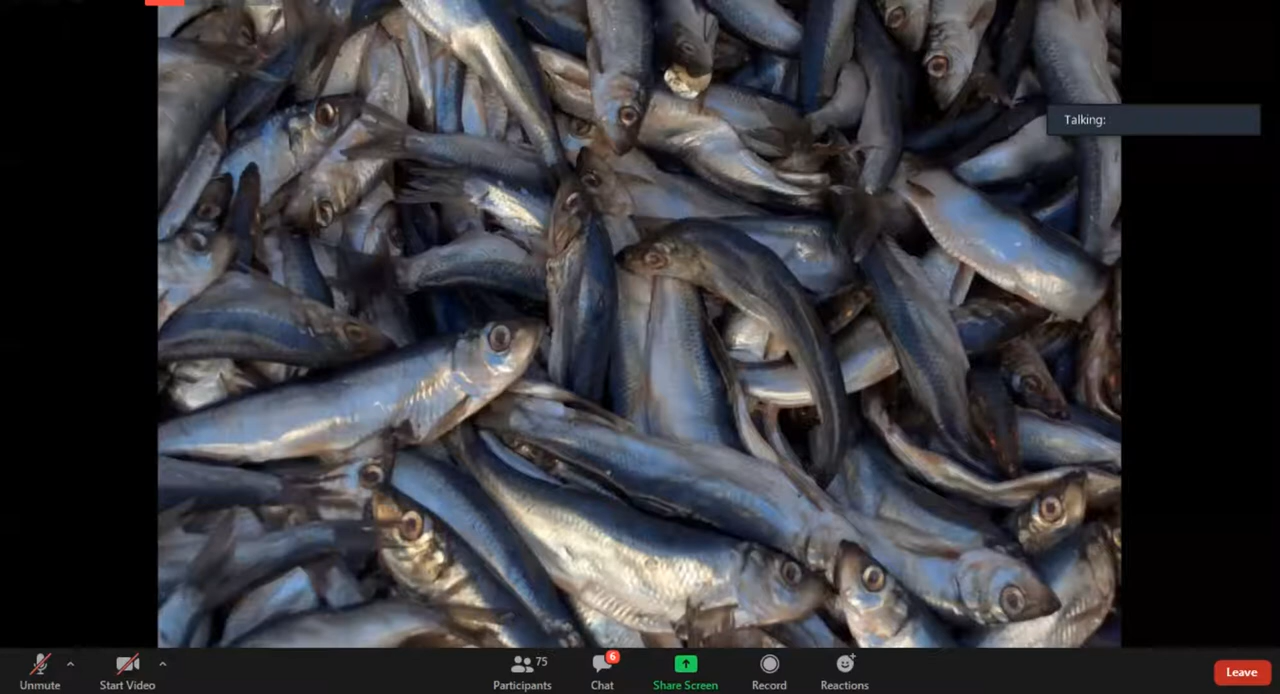 Talking:
75
6
Unmute
Start Video
Participants
Chat
Share Screen
Record
Reactions
Leave